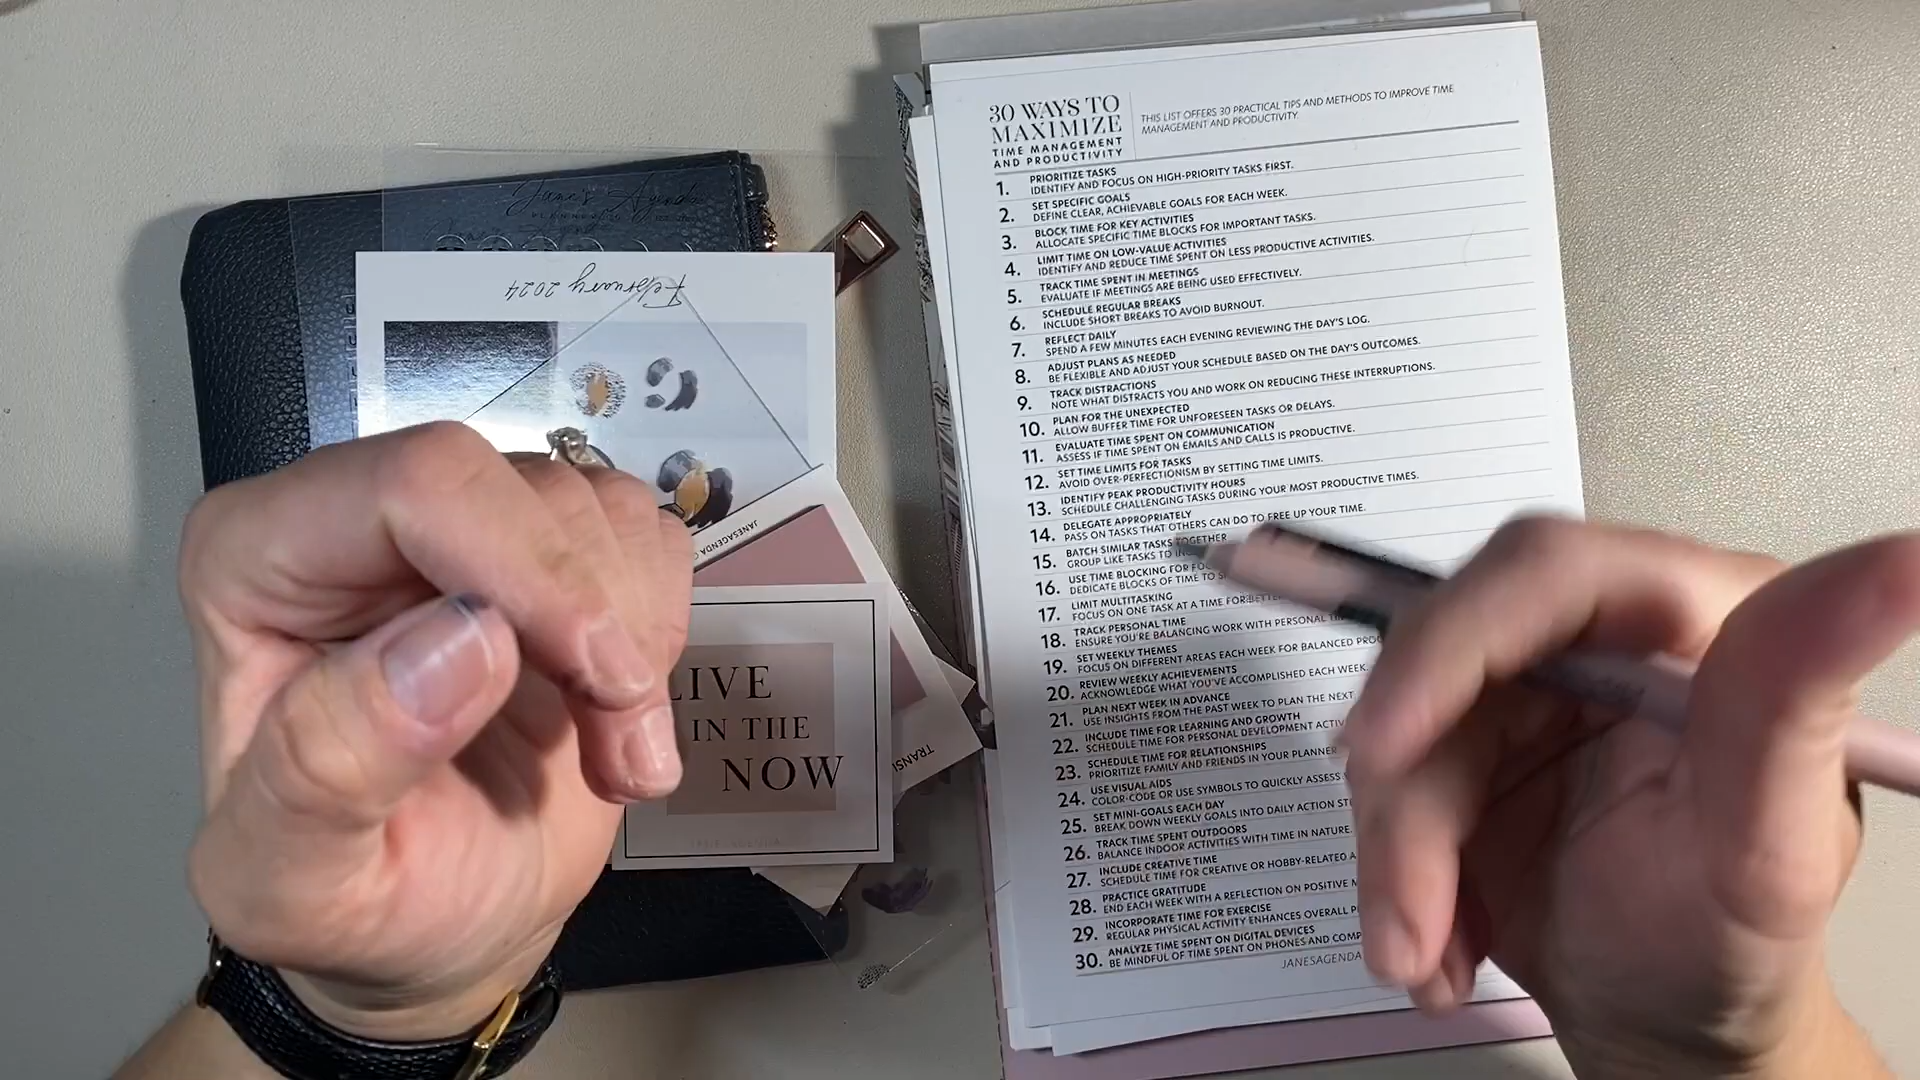 Jane's Agenda
February 2024
JANESAGENDA
LIVE
IN THE
NOW
30 WAYS TO
MAXIMIZE
TIME MANAGEMENT
AND PRODUCTIVITY
THIS LIST OFFERS 30 PRACTICAL TIPS AND METHODS TO IMPROVE TIME
MANAGEMENT AND PRODUCTIVITY.
1. PRIORITIZE TASKS
IDENTIFY AND FOCUS ON HIGH-PRIORITY TASKS FIRST.
2. SET SPECIFIC GOALS
DEFINE CLEAR, ACHIEVABLE GOALS FOR EACH WEEK.
3. BLOCK TIME FOR KEY ACTIVITIES
ALLOCATE SPECIFIC TIME BLOCKS FOR IMPORTANT TASKS.
4. LIMIT TIME ON LOW-VALUE ACTIVITIES
IDENTIFY AND REDUCE TIME SPENT ON LESS PRODUCTIVE ACTIVITIES.
5. TRACK TIME SPENT IN MEETINGS
EVALUATE IF MEETINGS ARE BEING USED EFFECTIVELY.
6. SCHEDULE REGULAR BREAKS
INCLUDE SHORT BREAKS TO AVOID BURNOUT.
7. REFLECT DAILY
SPEND A FEW MINUTES EACH EVENING REVIEWING THE DAY'S LOG.
8. ADJUST PLANS AS NEEDED
BE FLEXIBLE AND ADJUST YOUR SCHEDULE BASED ON THE DAY'S OUTCOMES.
9. TRACK DISTRACTIONS
NOTE WHAT DISTRACTS YOU AND WORK ON REDUCING THESE INTERRUPTIONS.
10. PLAN FOR THE UNEXPECTED
ALLOW BUFFER TIME FOR UNFORESEEN TASKS OR DELAYS.
11. EVALUATE TIME SPENT ON COMMUNICATION
ASSESS IF TIME SPENT ON EMAILS AND CALLS IS PRODUCTIVE.
12. SET TIME LIMITS FOR TASKS
AVOID OVER-PERFECTIONISM BY SETTING TIME LIMITS.
13. IDENTIFY PEAK PRODUCTIVITY HOURS
SCHEDULE CHALLENGING TASKS DURING YOUR MOST PRODUCTIVE TIMES.
14. DELEGATE APPROPRIATELY
PASS ON TASKS THAT OTHERS CAN DO TO FREE UP YOUR TIME.
15. BATCH SIMILAR TASKS TOGETHER
GROUP LIKE TASKS TO
16. USE TIME BLOCKING FOR
DEDICATE BLOCKS OF TIME TO
17. LIMIT MULTITASKING
FOCUS ON ONE TASK AT A TIME FOR
18. TRACK PERSONAL TIME
ENSURE YOU'RE BALANCING WORK WITH PERSONAL
19. SET WEEKLY THEMES
FOCUS ON DIFFERENT AREAS EACH WEEK FOR BALANCED
20. REVIEW WEEKLY ACHIEVEMENTS
ACKNOWLEDGE WHAT YOU'VE ACCOMPLISHED EACH WEEK.
21. PLAN NEXT WEEK IN ADVANCE
USE INSIGHTS FROM THE PAST WEEK TO PLAN THE NEXT.
22. INCLUDE TIME FOR LEARNING AND GROWTH
SCHEDULE TIME FOR PERSONAL DEVELOPMENT
23. SCHEDULE TIME FOR RELATIONSHIPS
PRIORITIZE FAMILY AND FRIENDS IN YOUR PLANNER
24. USE VISUAL AIDS
COLOR-CODE OR USE SYMBOLS TO QUICKLY ASSESS
25. SET MINI-GOALS EACH DAY
BREAK DOWN WEEKLY GOALS INTO DAILY ACTION
26. TRACK TIME SPENT OUTDOORS
BALANCE INDOOR ACTIVITIES WITH TIME IN NATURE.
27. INCLUDE CREATIVE TIME
SCHEDULE TIME FOR CREATIVE OR HOBBY-RELATED
28. PRACTICE GRATITUDE
END EACH WEEK WITH A REFLECTION ON POSITIVE
29. INCORPORATE TIME FOR EXERCISE
REGULAR PHYSICAL ACTIVITY ENHANCES OVERALL
30. ANALYZE TIME SPENT ON DIGITAL DEVICES
BE MINDFUL OF TIME SPENT ON PHONES AND
JANESAGENDA